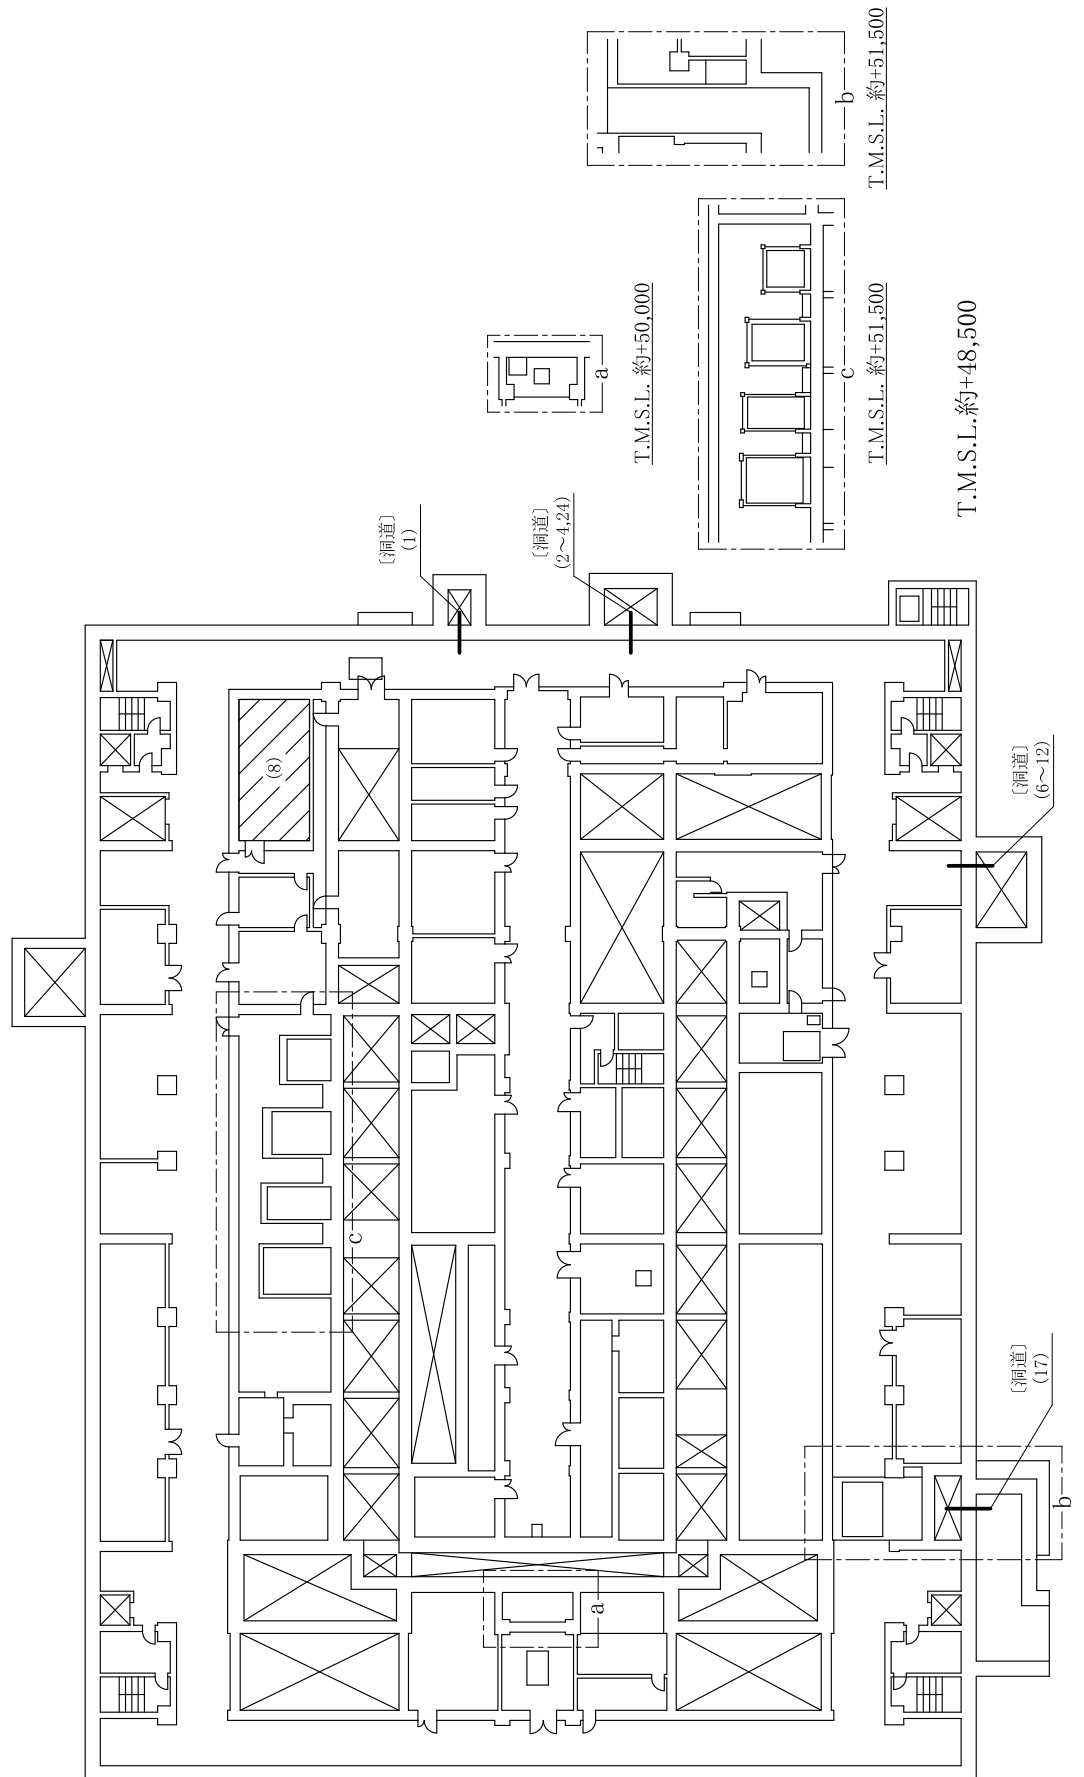 T.M.S.L. 約+51,500
b
T.M.S.L. 約+50,000
a
T.M.S.L. 約+51,500
c
T.M.S.L.約+48,500
〔洞道〕
(1)
〔洞道〕
(2～4,24)
(8)
〔洞道〕
(6～12)
c
〔洞道〕
(17)
b
a